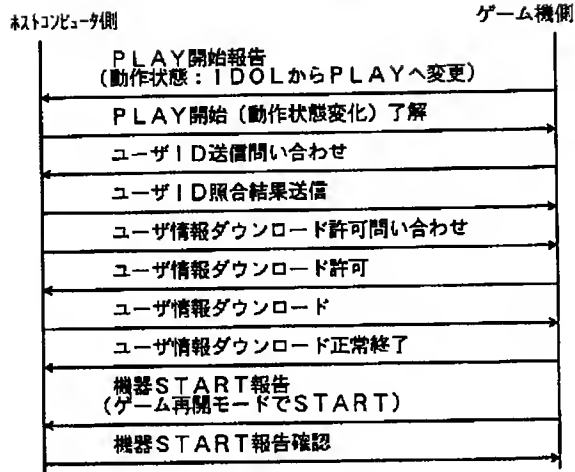 ホストコンピュータ側
ゲーム機側
PLAY開始報告
(動作状態：IDOLからPLAYへ変更)
PLAY開始(動作状態変化)了解
ユーザID送信問い合わせ
ユーザID照合結果送信
ユーザ情報ダウンロード許可問い合わせ
ユーザ情報ダウンロード許可
ユーザ情報ダウンロード
ユーザ情報ダウンロード正常終了
機器START報告
(ゲーム再開モードでSTART)
機器START報告確認